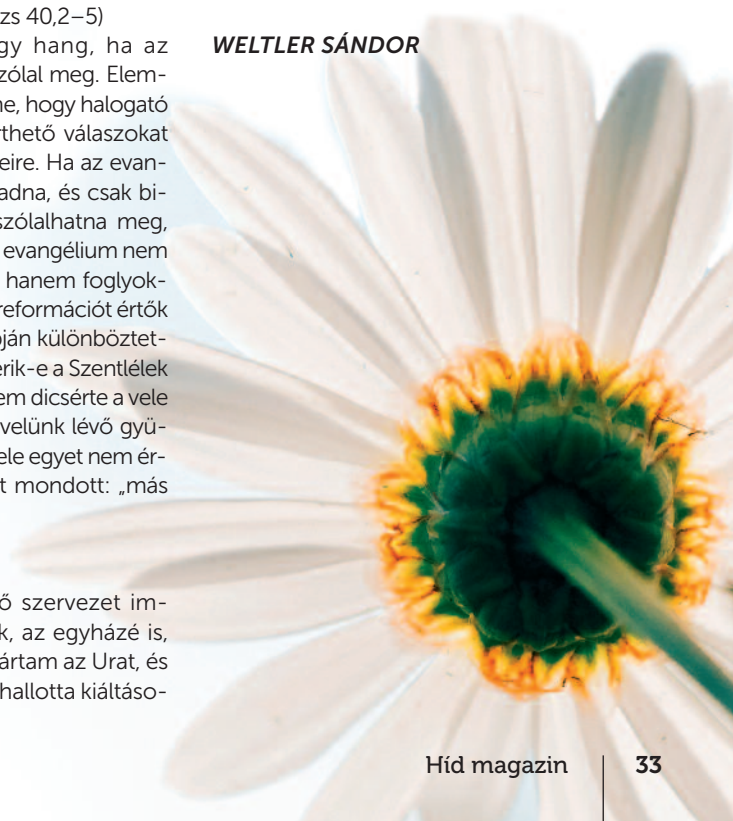 zs 40,2–5)
gy hang, ha az
zólal meg. Elem-
ne, hogy halogató
rthető válaszokat
eire. Ha az evan-
adna, és csak bi-
szólalhatna meg,
evangélium nem
hanem foglyok-
reformációt értők
ján különböztet-
erik-e a Szentlélek
em dicsérte a vele
velünk lévő gyü-
ele egyet nem ér-
t mondott: „más
ő szervezet im-
k, az egyházé is,
ártam az Urat, és
hallotta kiáltáso-
WELTLER SÁNDOR
Híd magazin
33